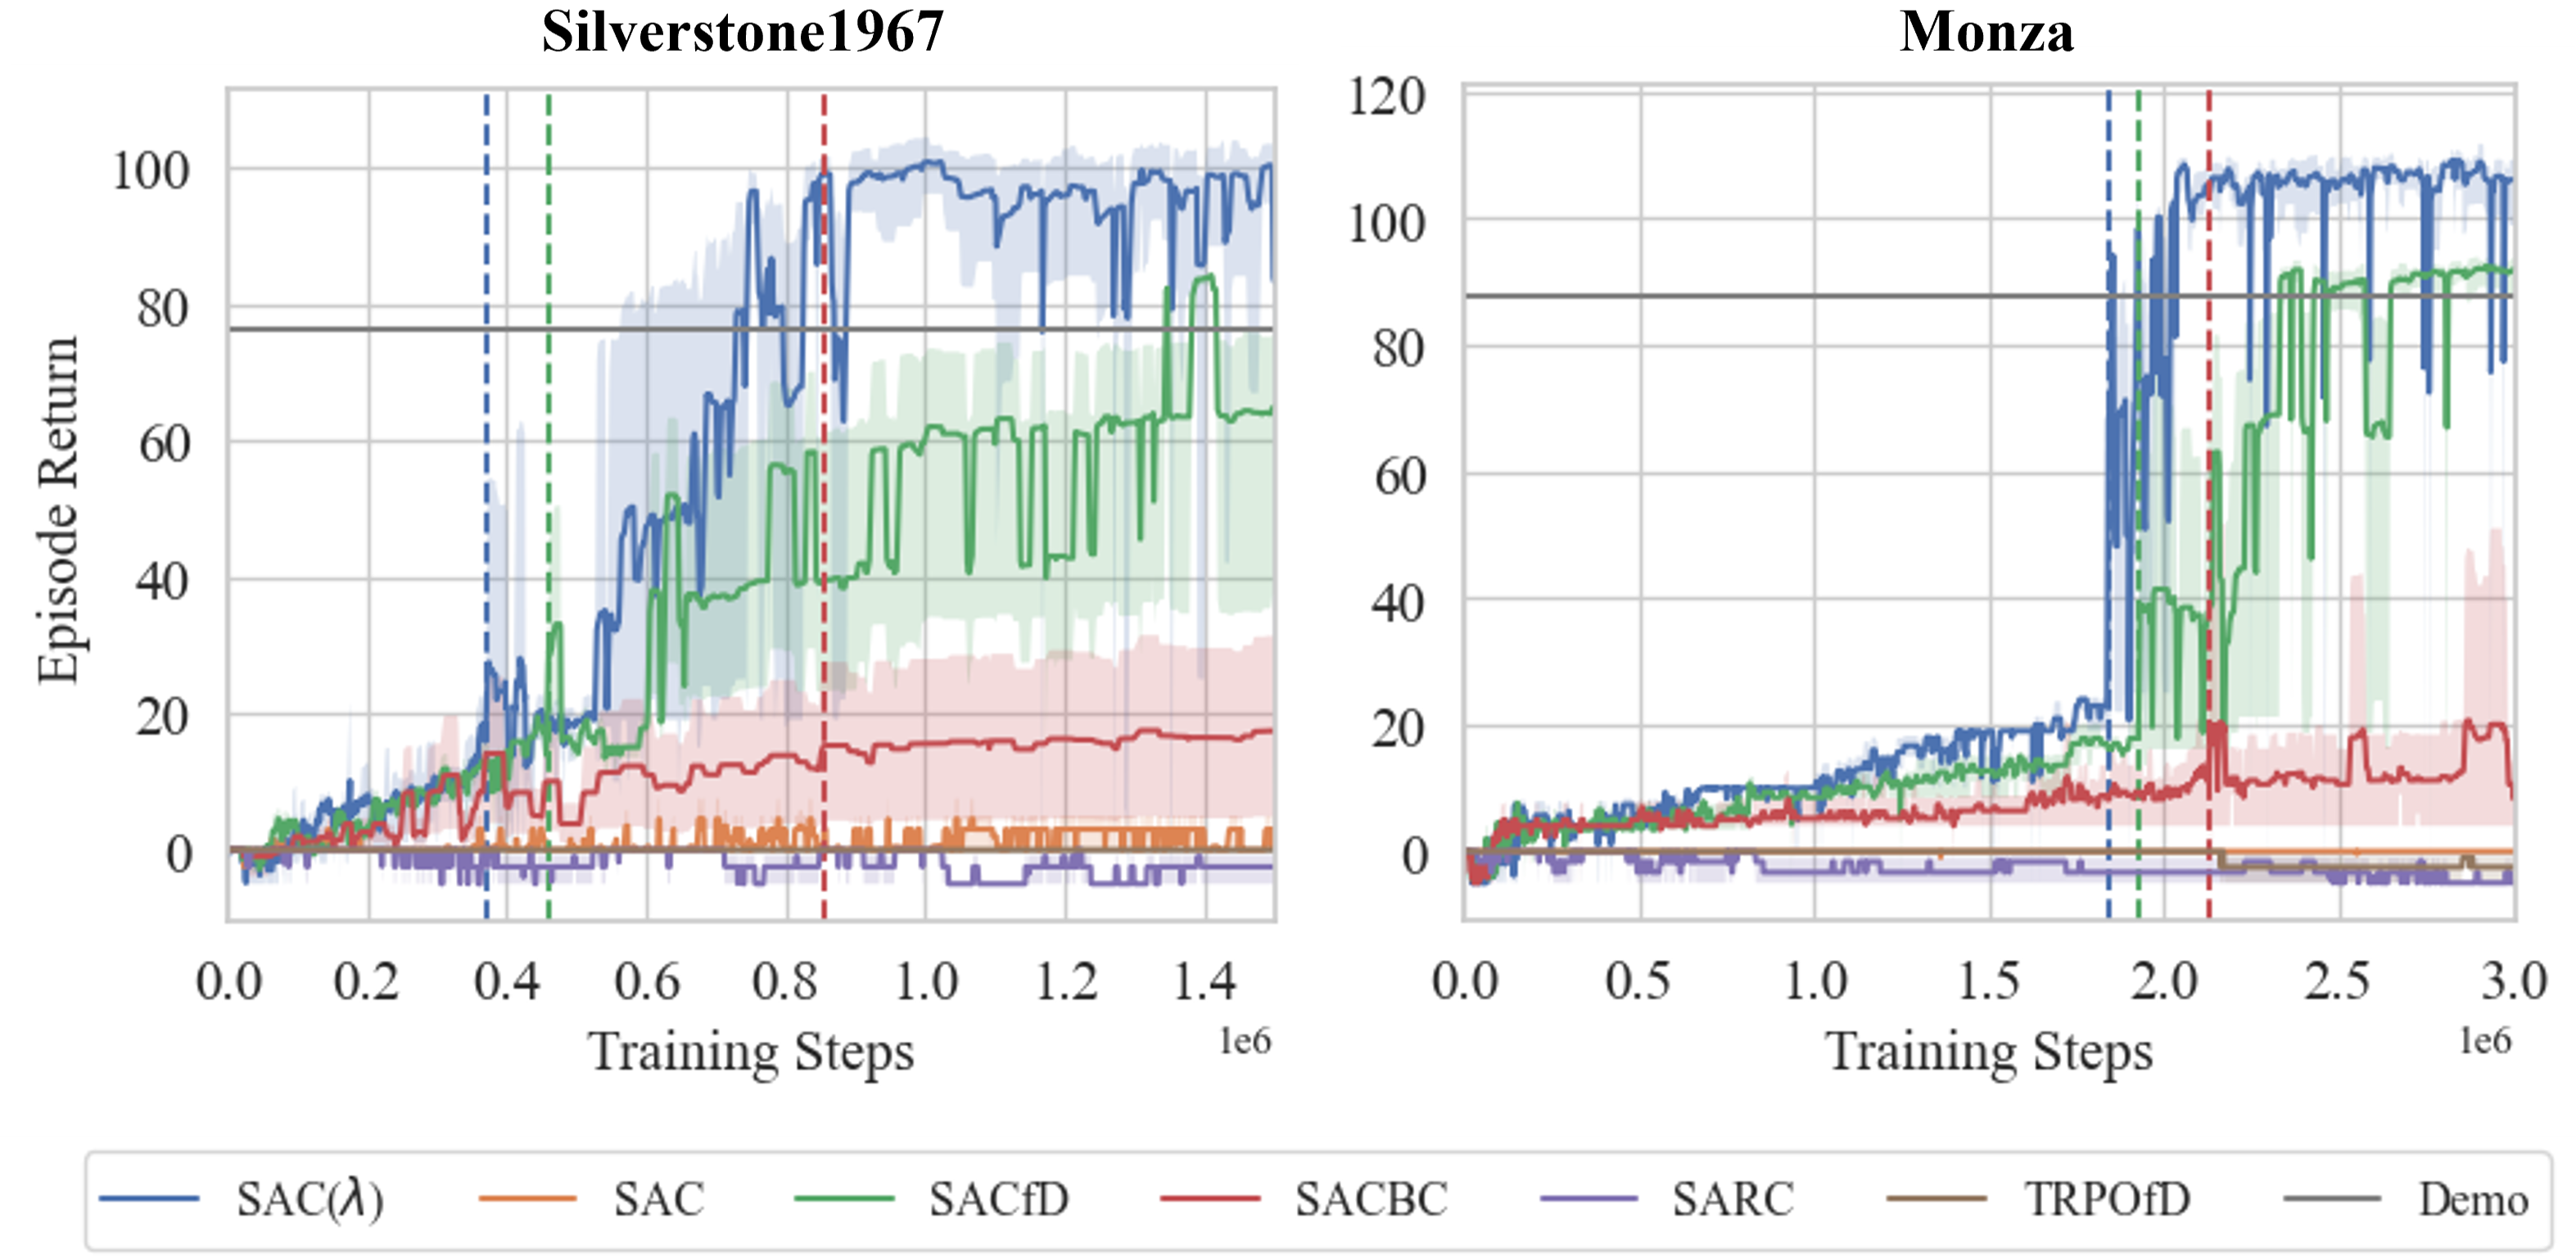 Silverstone1967
Monza
Episode Return
100
80
60
40
20
0
0.0 0.2 0.4 0.6 0.8 1.0 1.2 1.4
1e6
Training Steps
120
100
80
60
40
20
0
0.0 0.5 1.0 1.5 2.0 2.5 3.0
1e6
Training Steps
SAC(λ) SAC SACfD SACBC SARC TRPOfD Demo